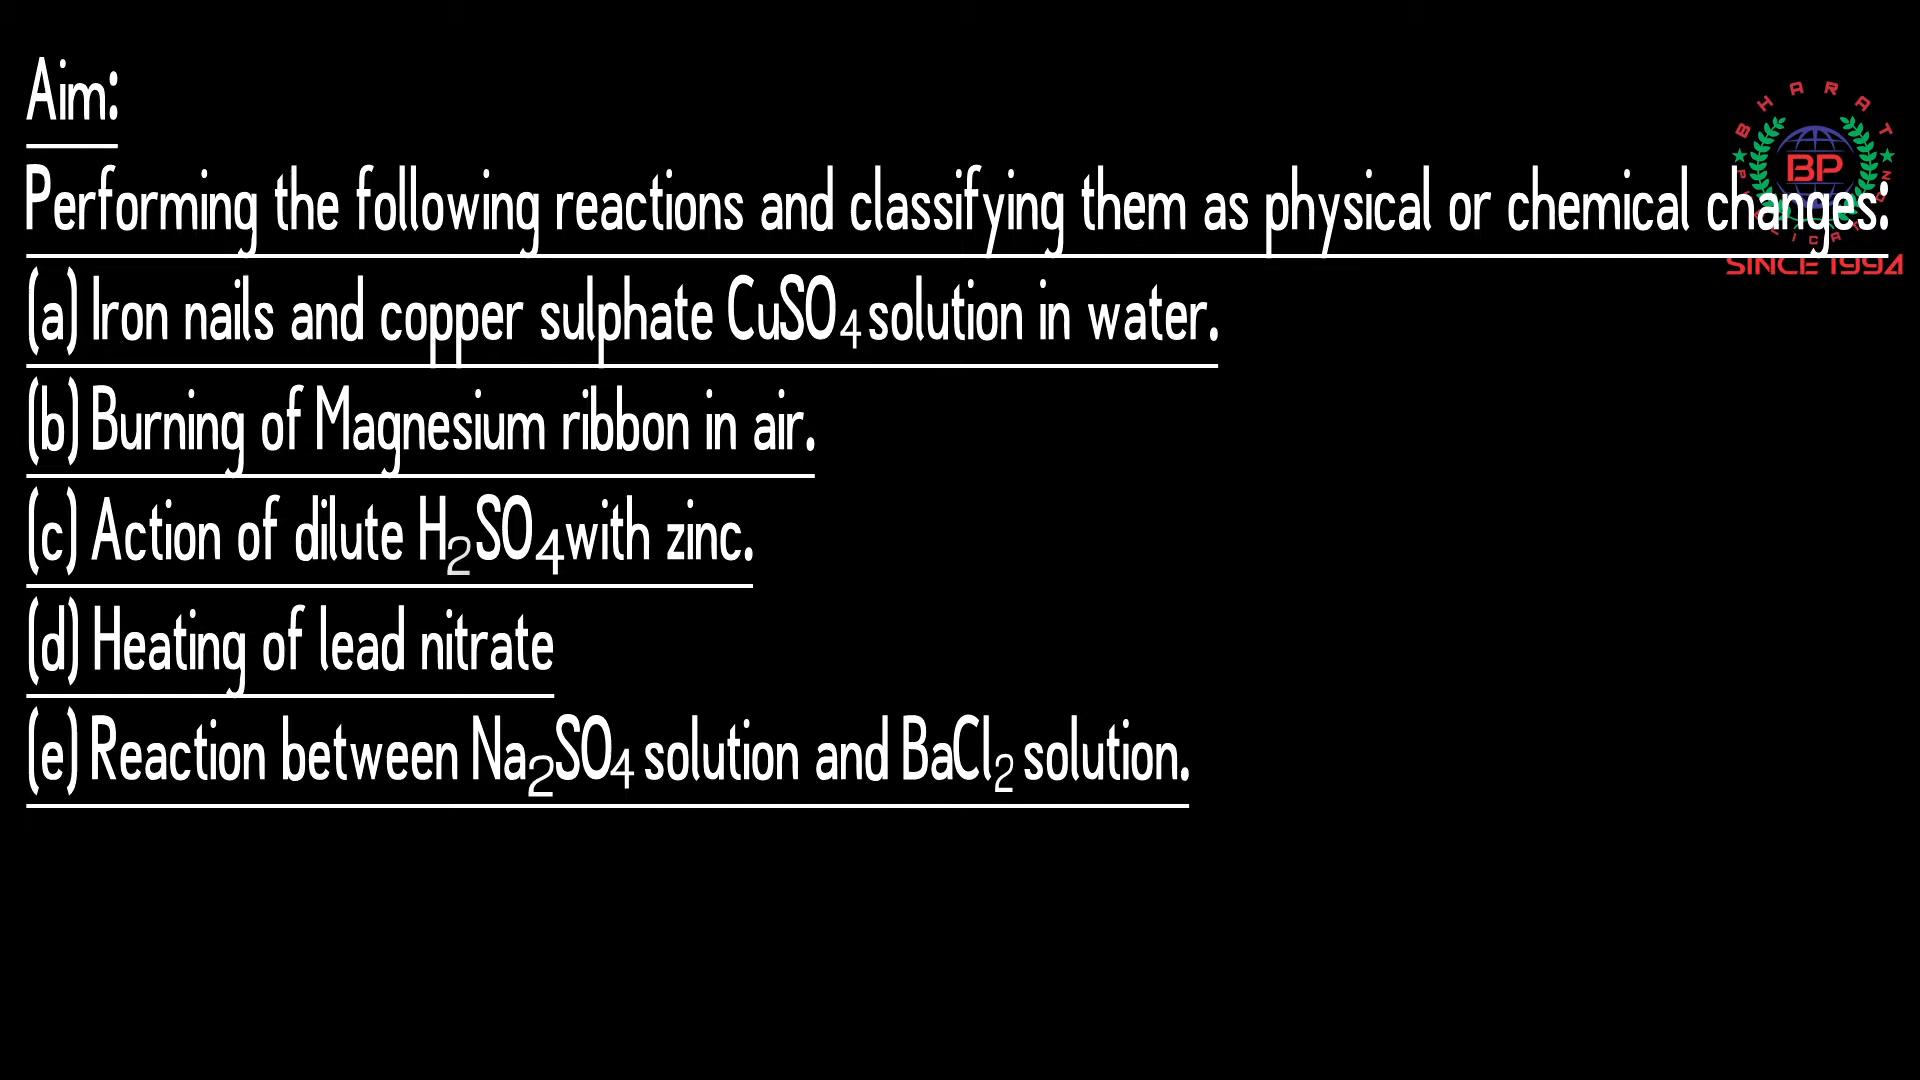 Aim:
Performing the following reactions and classifying them as physical or chemical changes:
(a) Iron nails and copper sulphate CuSO₄ solution in water.
(b) Burning of Magnesium ribbon in air.
(c) Action of dilute H₂SO₄ with zinc.
(d) Heating of lead nitrate
(e) Reaction between Na₂SO₄ solution and BaCl₂ solution.
BHARAT
BP
SINCE 1994